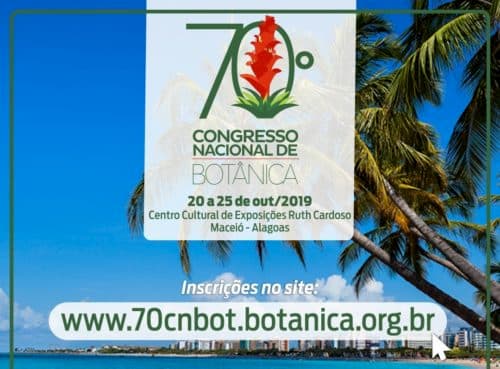 70º
CONGRESSO
NACIONAL DE
BOTÂNICA
20 a 25 de out/2019
Centro Cultural de Exposições Ruth Cardoso
Maceió - Alagoas
Inscrições no site:
www.70cnbot.botanica.org.br